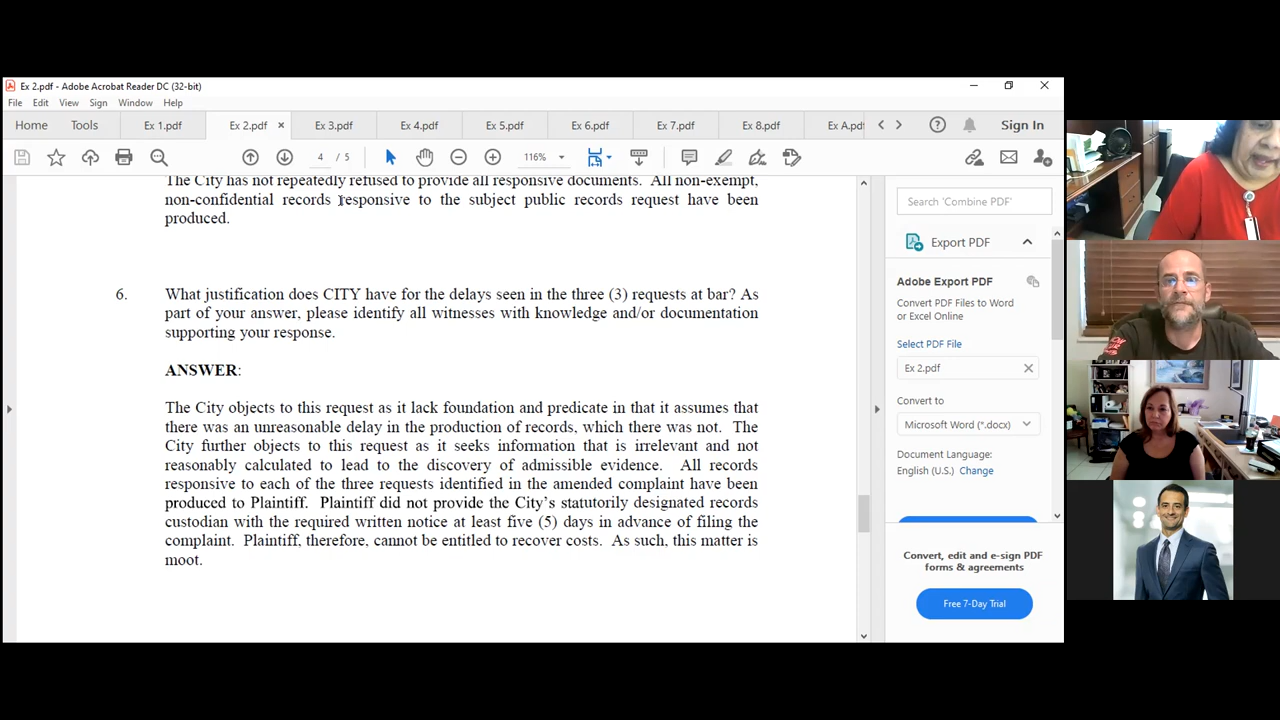 Ex 2.pdf - Adobe Acrobat Reader DC (32-bit)
File Edit View Sign Window Help
Home Tools Ex 1.pdf Ex 2.pdf Ex 3.pdf Ex 4.pdf Ex 5.pdf Ex 6.pdf Ex 7.pdf Ex 8.pdf Ex A.pdf Sign In
4 / 5 116%
The City has not repeatedly refused to provide all responsive documents. All non-exempt,
non-confidential records responsive to the subject public records request have been
produced.
6. What justification does CITY have for the delays seen in the three (3) requests at bar? As
part of your answer, please identify all witnesses with knowledge and/or documentation
supporting your response.
ANSWER:
The City objects to this request as it lack foundation and predicate in that it assumes that
there was an unreasonable delay in the production of records, which there was not. The
City further objects to this request as it seeks information that is irrelevant and not
reasonably calculated to lead to the discovery of admissible evidence. All records
responsive to each of the three requests identified in the amended complaint have been
produced to Plaintiff. Plaintiff did not provide the City's statutorily designated records
custodian with the required written notice at least five (5) days in advance of filing the
complaint. Plaintiff, therefore, cannot be entitled to recover costs. As such, this matter is
moot.
Search 'Combine PDF'
Export PDF
Adobe Export PDF
Convert PDF Files to Word
or Excel Online
Select PDF File
Ex 2.pdf
Convert to
Microsoft Word (*.docx)
Document Language:
English (U.S.) Change
Convert, edit and e-sign PDF
forms & agreements
Free 7-Day Trial